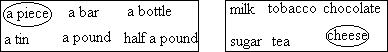 a piece a bar a bottle
a tin a pound half a pound
milk tobacco chocolate
sugar tea cheese